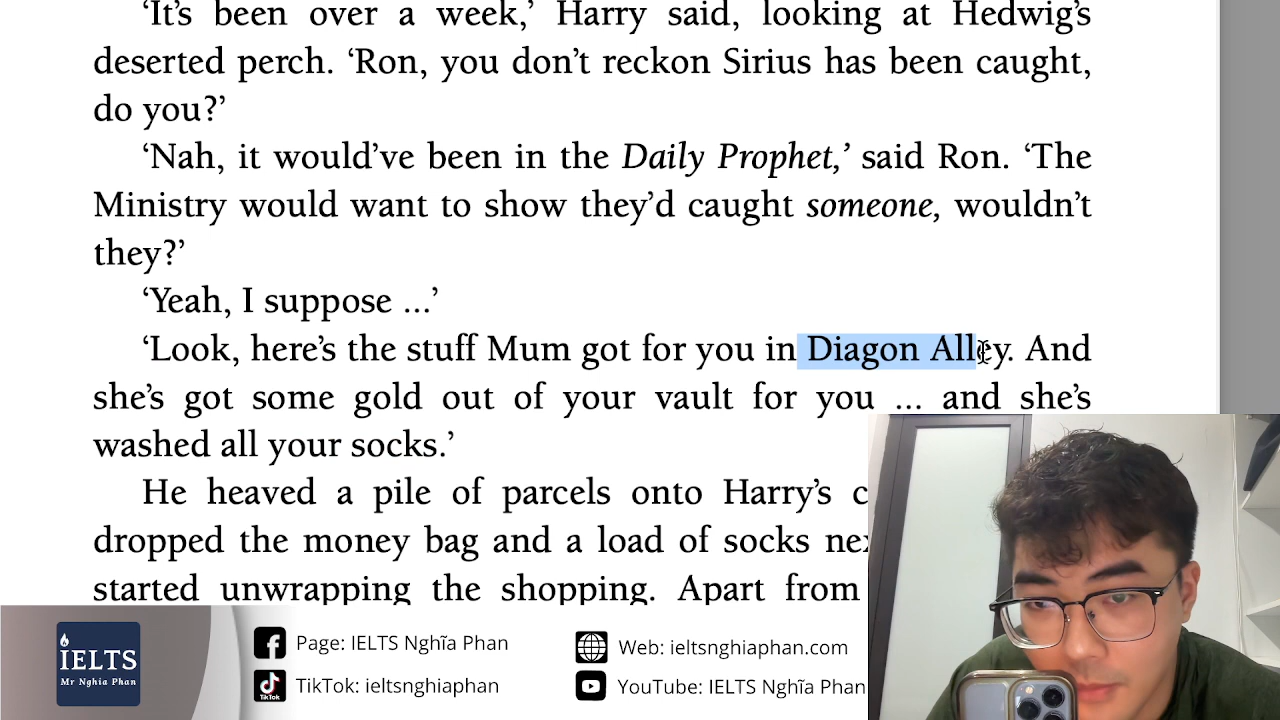 ‘It’s been over a week,’ Harry said, looking at Hedwig’s
deserted perch. ‘Ron, you don’t reckon Sirius has been caught,
do you?’
‘Nah, it would’ve been in the Daily Prophet,’ said Ron. ‘The
Ministry would want to show they’d caught someone, wouldn’t
they?’
‘Yeah, I suppose ...’
‘Look, here’s the stuff Mum got for you in Diagon Alley. And
she’s got some gold out of your vault for you ... and she’s
washed all your socks.’
He heaved a pile of parcels onto Harry’s
dropped the money bag and a load of socks
started unwrapping the shopping. Apart from
IELTS
Mr Nghia Phan
Page: IELTS Nghĩa Phan
TikTok: ieltsnghiaphan
Web: ieltsnghiaphan.com
YouTube: IELTS Nghĩa Phan
TikTok